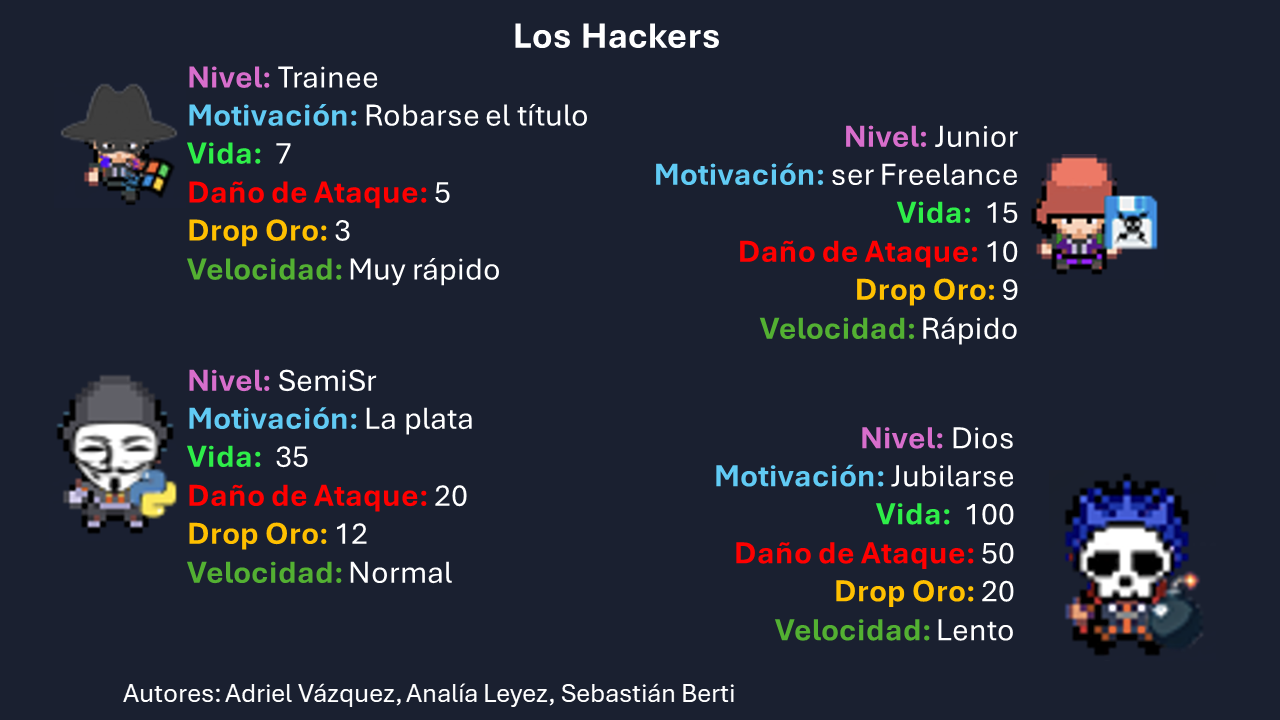 Los Hackers
Nivel: Trainee
Motivación: Robarse el título
Vida: 7
Daño de Ataque: 5
Drop Oro: 3
Velocidad: Muy rápido
Nivel: Junior
Motivación: ser Freelance
Vida: 15
Daño de Ataque: 10
Drop Oro: 9
Velocidad: Rápido
Nivel: SemiSr
Motivación: La plata
Vida: 35
Daño de Ataque: 20
Drop Oro: 12
Velocidad: Normal
Nivel: Dios
Motivación: Jubilarse
Vida: 100
Daño de Ataque: 50
Drop Oro: 20
Velocidad: Lento
Autores: Adriel Vázquez, Analía Leyez, Sebastián Berti